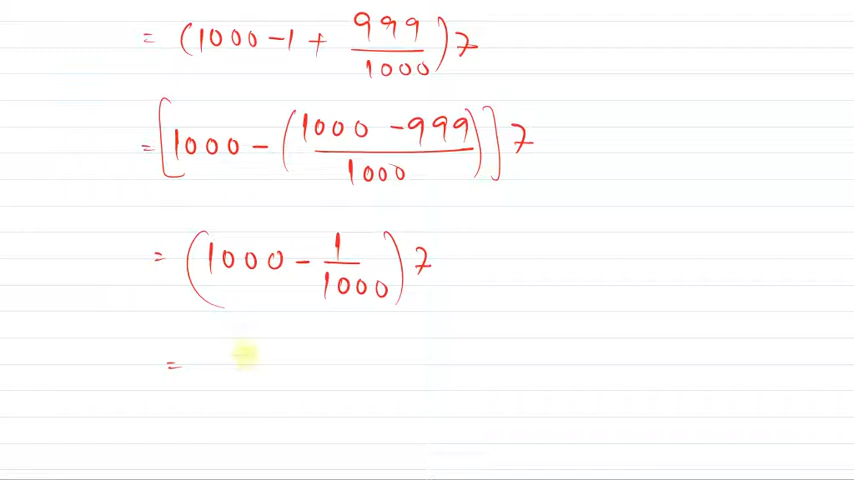 = (1000 - 1 + 999/1000) 7
= [1000 - (1000 - 999/1000)] 7
= (1000 - 1/1000) 7
=